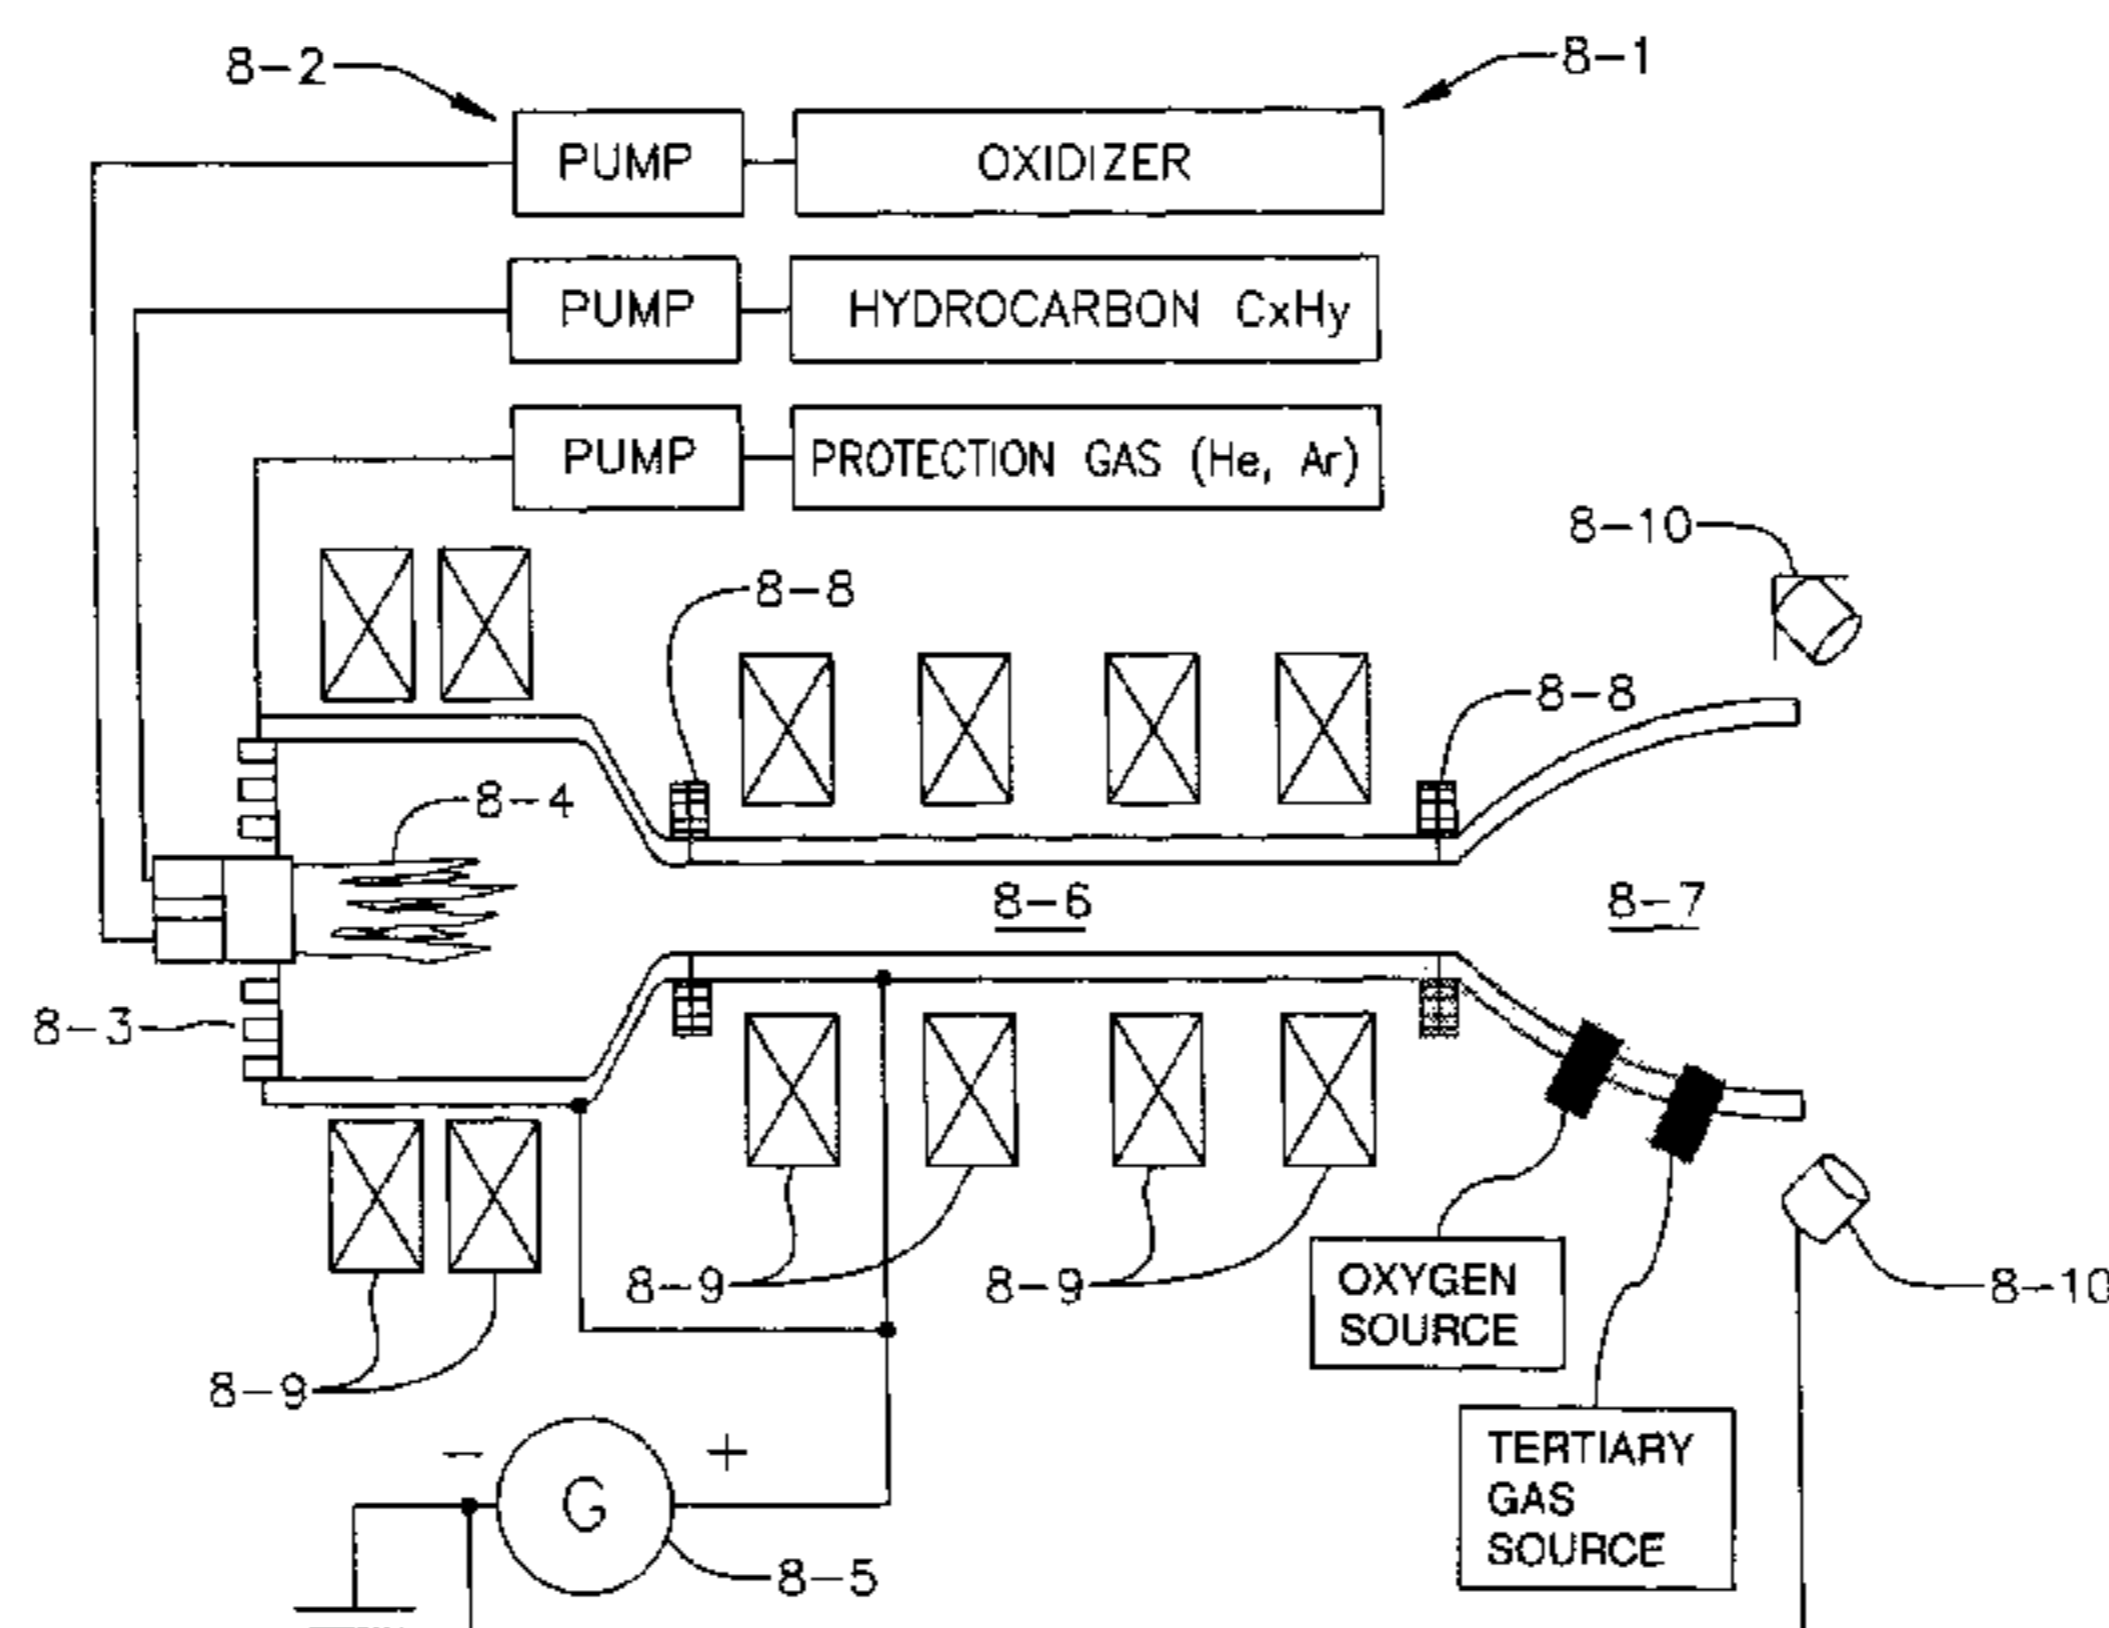 8-2
8-1
PUMP
OXIDIZER
PUMP
HYDROCARBON CxHy
PUMP
PROTECTION GAS (He, Ar)
8-10
8-8
8-8
8-4
8-6
8-7
8-3
8-9
8-9
8-10
OXYGEN
SOURCE
8-9
TERTIARY
GAS
SOURCE
−
+
G
8-5